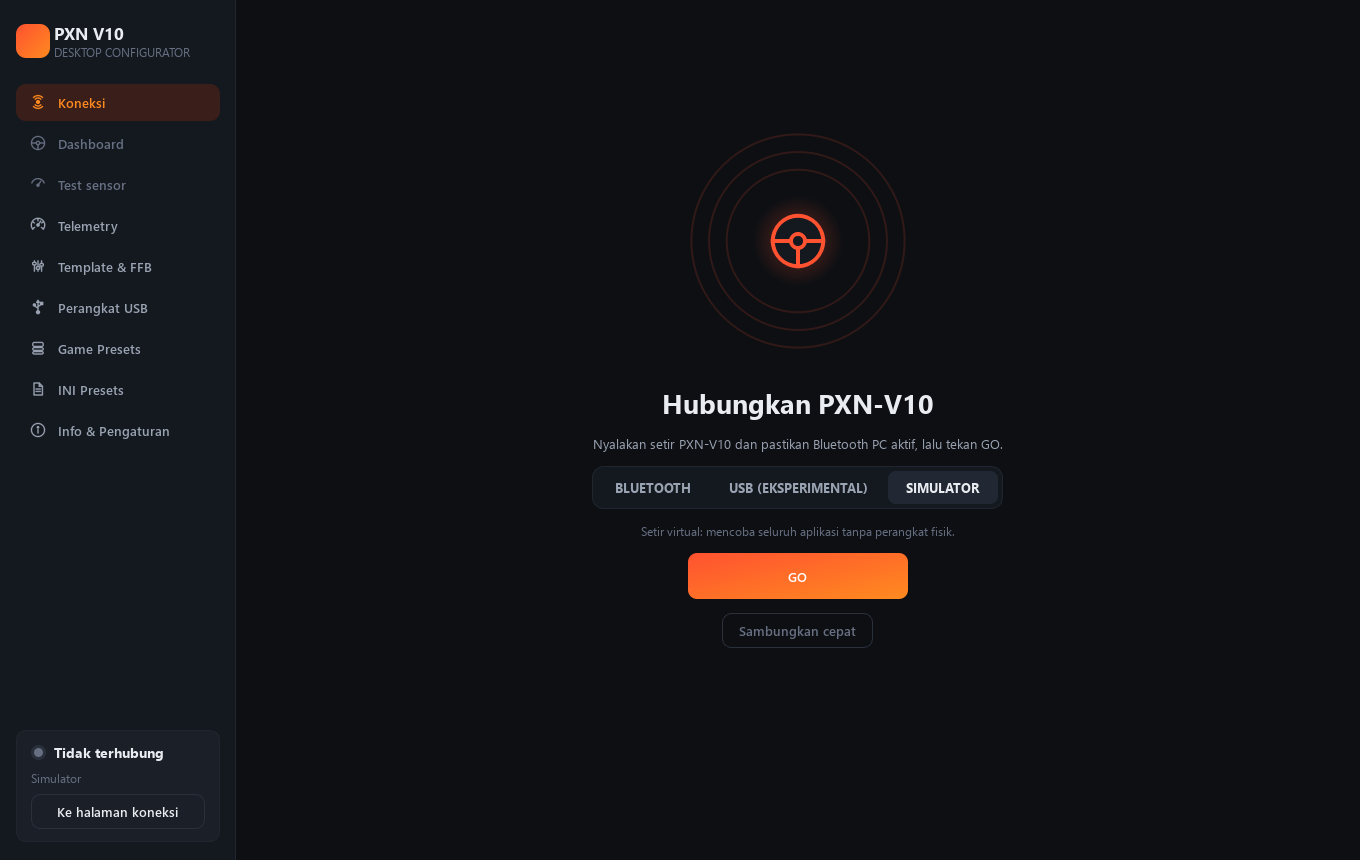 PXN V10
DESKTOP CONFIGURATOR
Koneksi
Dashboard
Test sensor
Telemetry
Template & FFB
Perangkat USB
Game Presets
INI Presets
Info & Pengaturan
Tidak terhubung
Simulator
Ke halaman koneksi
Hubungkan PXN-V10
Nyalakan setir PXN-V10 dan pastikan Bluetooth PC aktif, lalu tekan GO.
BLUETOOTH USB (EKSPERIMENTAL) SIMULATOR
Setir virtual: mencoba seluruh aplikasi tanpa perangkat fisik.
GO
Sambungkan cepat